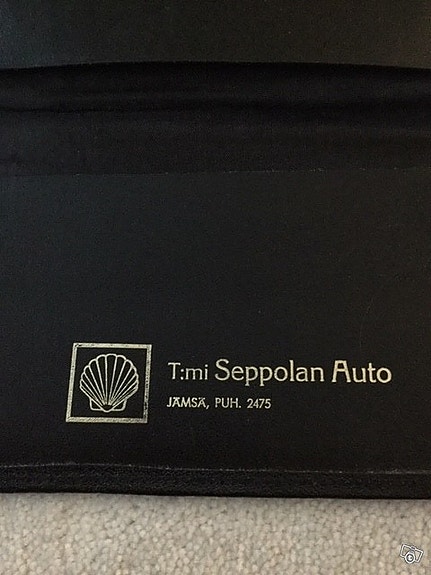 T:mi Seppolan Auto
JÄMSÄ, PUH. 2475